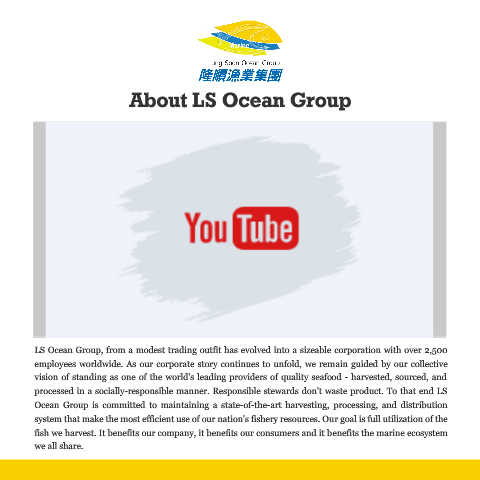 Lung Soon Ocean Group
隆順漁業集團
About LS Ocean Group
You Tube
LS Ocean Group, from a modest trading outfit has evolved into a sizeable corporation with over 2,500
employees worldwide. As our corporate story continues to unfold, we remain guided by our collective
vision of standing as one of the world's leading providers of quality seafood - harvested, sourced, and
processed in a socially-responsible manner. Responsible stewards don't waste product. To that end LS
Ocean Group is committed to maintaining a state-of-the-art harvesting, processing, and distribution
system that make the most efficient use of our nation's fishery resources. Our goal is full utilization of the
fish we harvest. It benefits our company, it benefits our consumers and it benefits the marine ecosystem
we all share.